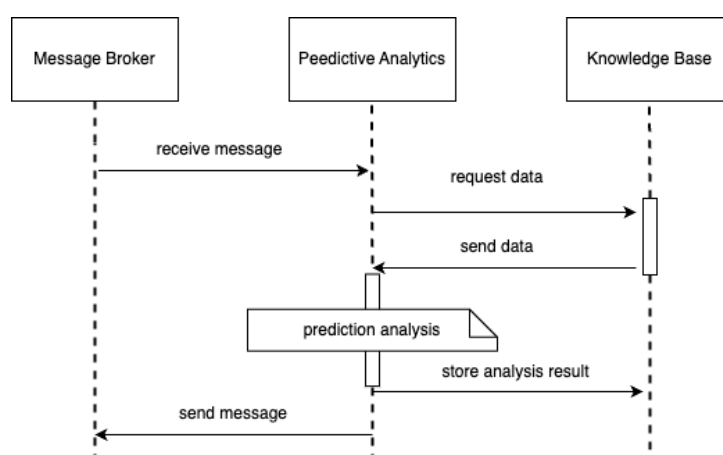 Message Broker
Peedictive Analytics
Knowledge Base
receive message
request data
send data
prediction analysis
store analysis result
send message